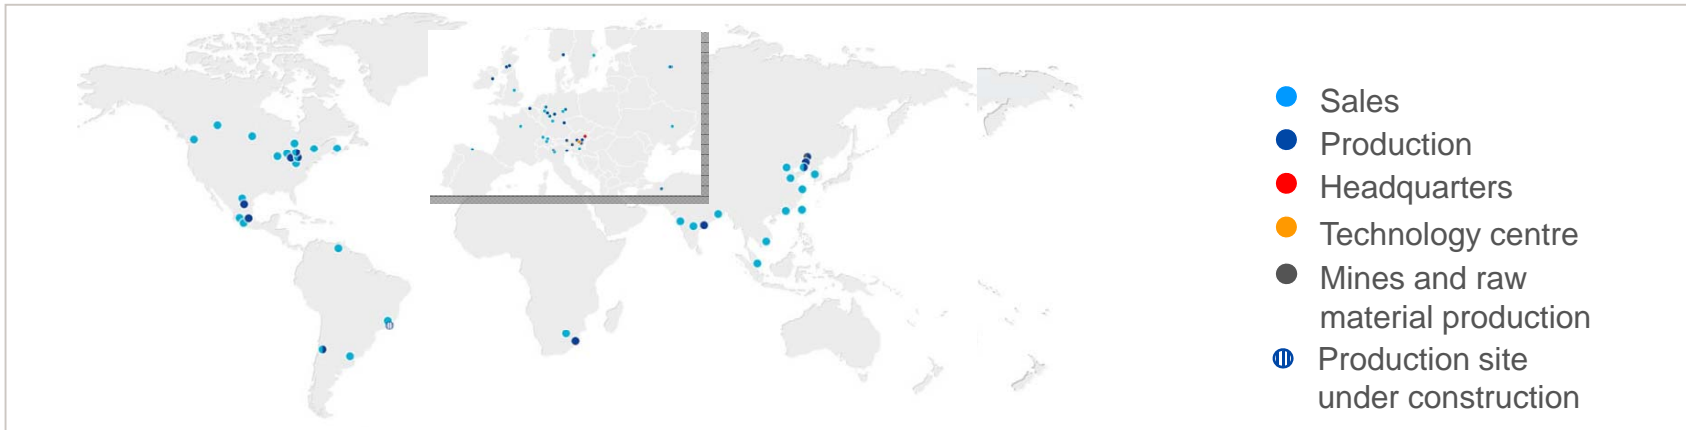 Sales
Production
Headquarters
Technology centre
Mines and raw
material production
Production site
under construction